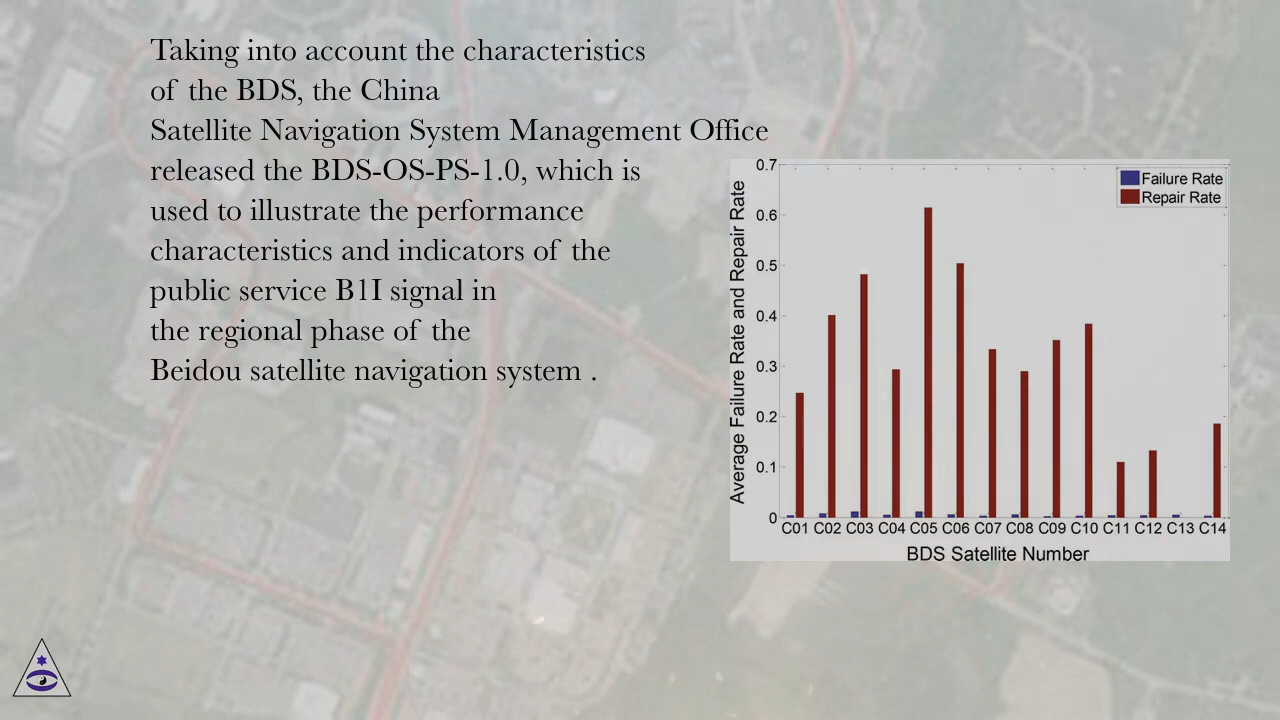 Taking into account the characteristics
of the BDS, the China
Satellite Navigation System Management Office
released the BDS-OS-PS-1.0, which is
used to illustrate the performance
characteristics and indicators of the
public service B1I signal in
the regional phase of the
Beidou satellite navigation system .
Average Failure Rate and Repair Rate
0.7
0.6
0.5
0.4
0.3
0.2
0.1
0
Failure Rate
Repair Rate
C01 C02 C03 C04 C05 C06 C07 C08 C09 C10 C11 C12 C13 C14
BDS Satellite Number